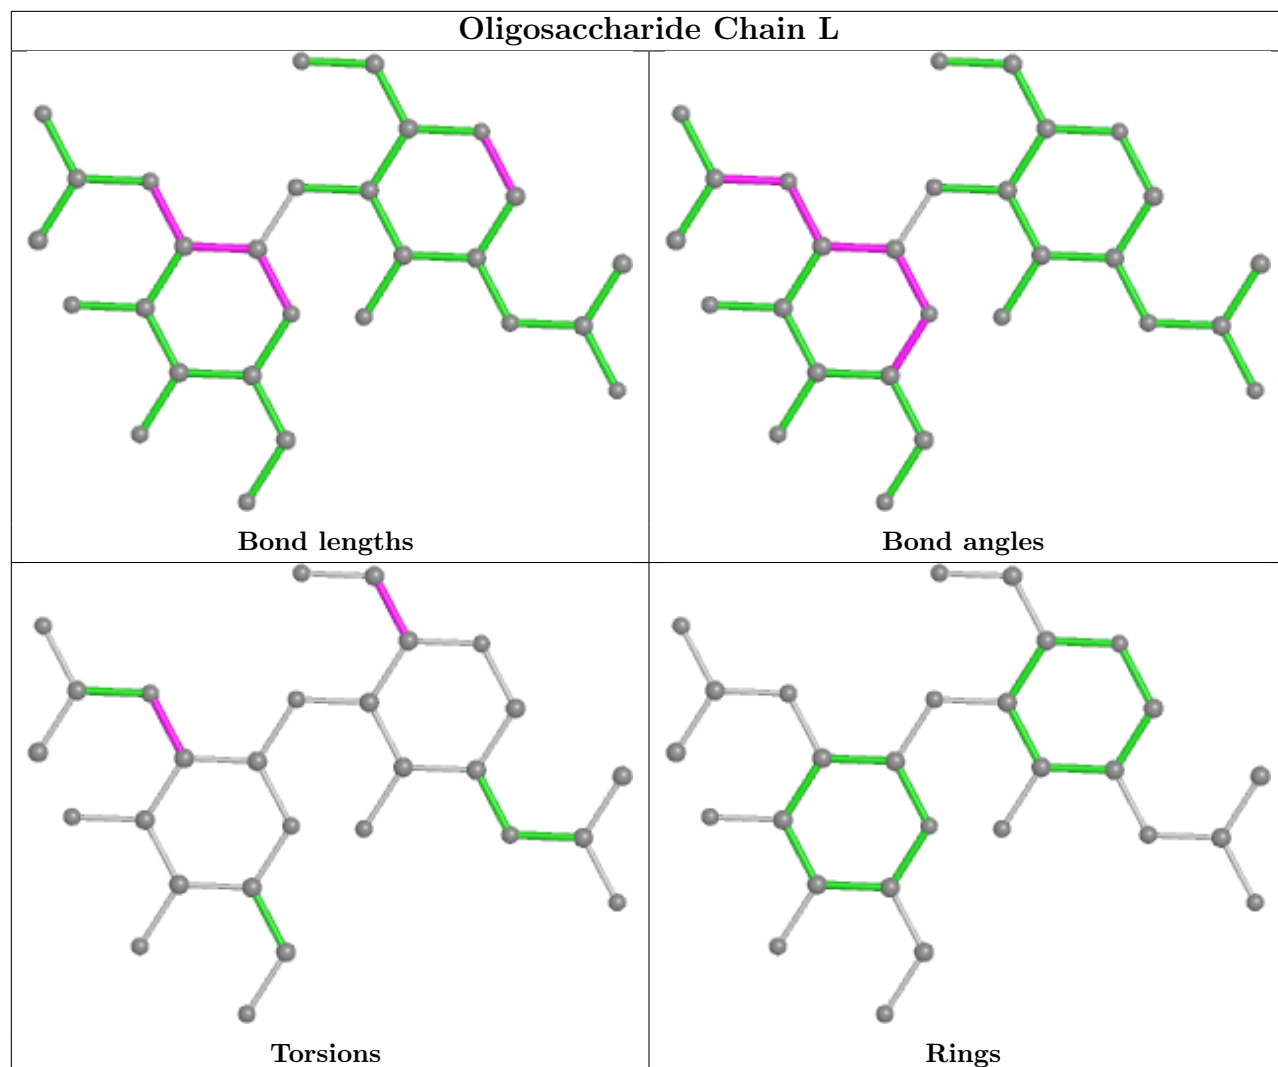 Oligosaccharide Chain L
Bond lengths
Bond angles
Torsions
Rings